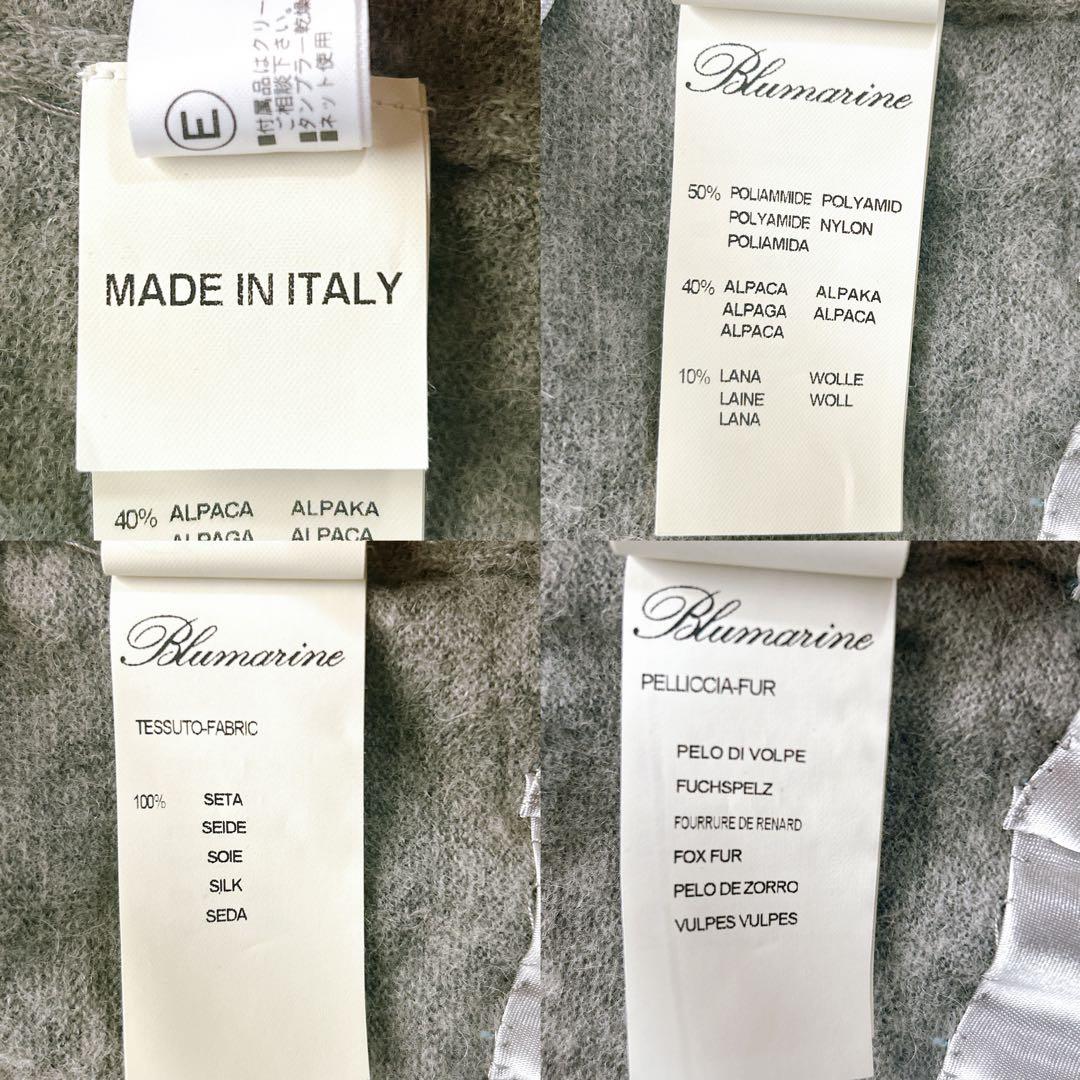 E
■付属品はクリー
ご相談下さい。
■タンブラー乾燥
■ネット使用
MADE IN ITALY
40% ALPACA ALPAKA
ALPAGA ALPACA
Blumarine
50% POLIAMMIDE POLYAMID
POLYAMIDE NYLON
POLIAMIDA
40% ALPACA ALPAKA
ALPAGA ALPACA
ALPACA
10% LANA WOLLE
LAINE WOLL
LANA
Blumarine
TESSUTO-FABRIC
100% SETA
SEIDE
SOIE
SILK
SEDA
Blumarine
PELLICCIA-FUR
PELO DI VOLPE
FUCHSPELZ
FOURRURE DE RENARD
FOX FUR
PELO DE ZORRO
VULPES VULPES